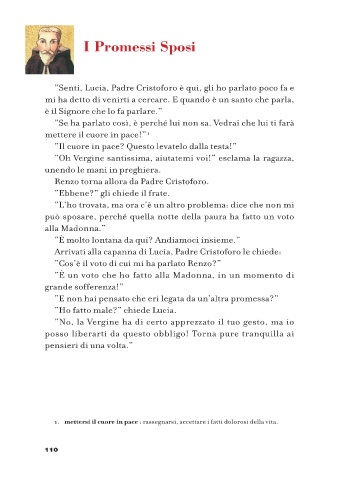 I Promessi Sposi
"Senti, Lucia, Padre Cristoforo è qui, gli ho parlato poco fa e
mi ha detto di venirti a cercare. E quando è un santo che parla,
è il Signore che lo fa parlare."
"Se ha parlato così, è perché lui non sa. Vedrai che lui ti farà
mettere il cuore in pace!" 1
"Il cuore in pace? Questo levatelo dalla testa!"
"Oh Vergine santissima, aiutatemi voi!" esclama la ragazza,
unendo le mani in preghiera.
Renzo torna allora da Padre Cristoforo.
"Ebbene?" gli chiede il frate.
"L'ho trovata, ma ora c'è un altro problema: dice che non mi
può sposare, perché quella notte della paura ha fatto un voto
alla Madonna."
"È molto lontana da qui? Andiamoci insieme."
Arrivati alla capanna di Lucia, Padre Cristoforo le chiede:
"Cos'è il voto di cui mi ha parlato Renzo?"
"È un voto che ho fatto alla Madonna, in un momento di
grande sofferenza!"
"E non hai pensato che eri legata da un'altra promessa?"
"Ho fatto male?" chiede Lucia.
"No, la Vergine ha di certo apprezzato il tuo gesto, ma io
posso liberarti da questo obbligo! Torna pure tranquilla ai
pensieri di una volta."
1. mettersi il cuore in pace : rassegnarsi, accettare i fatti dolorosi della vita.
110